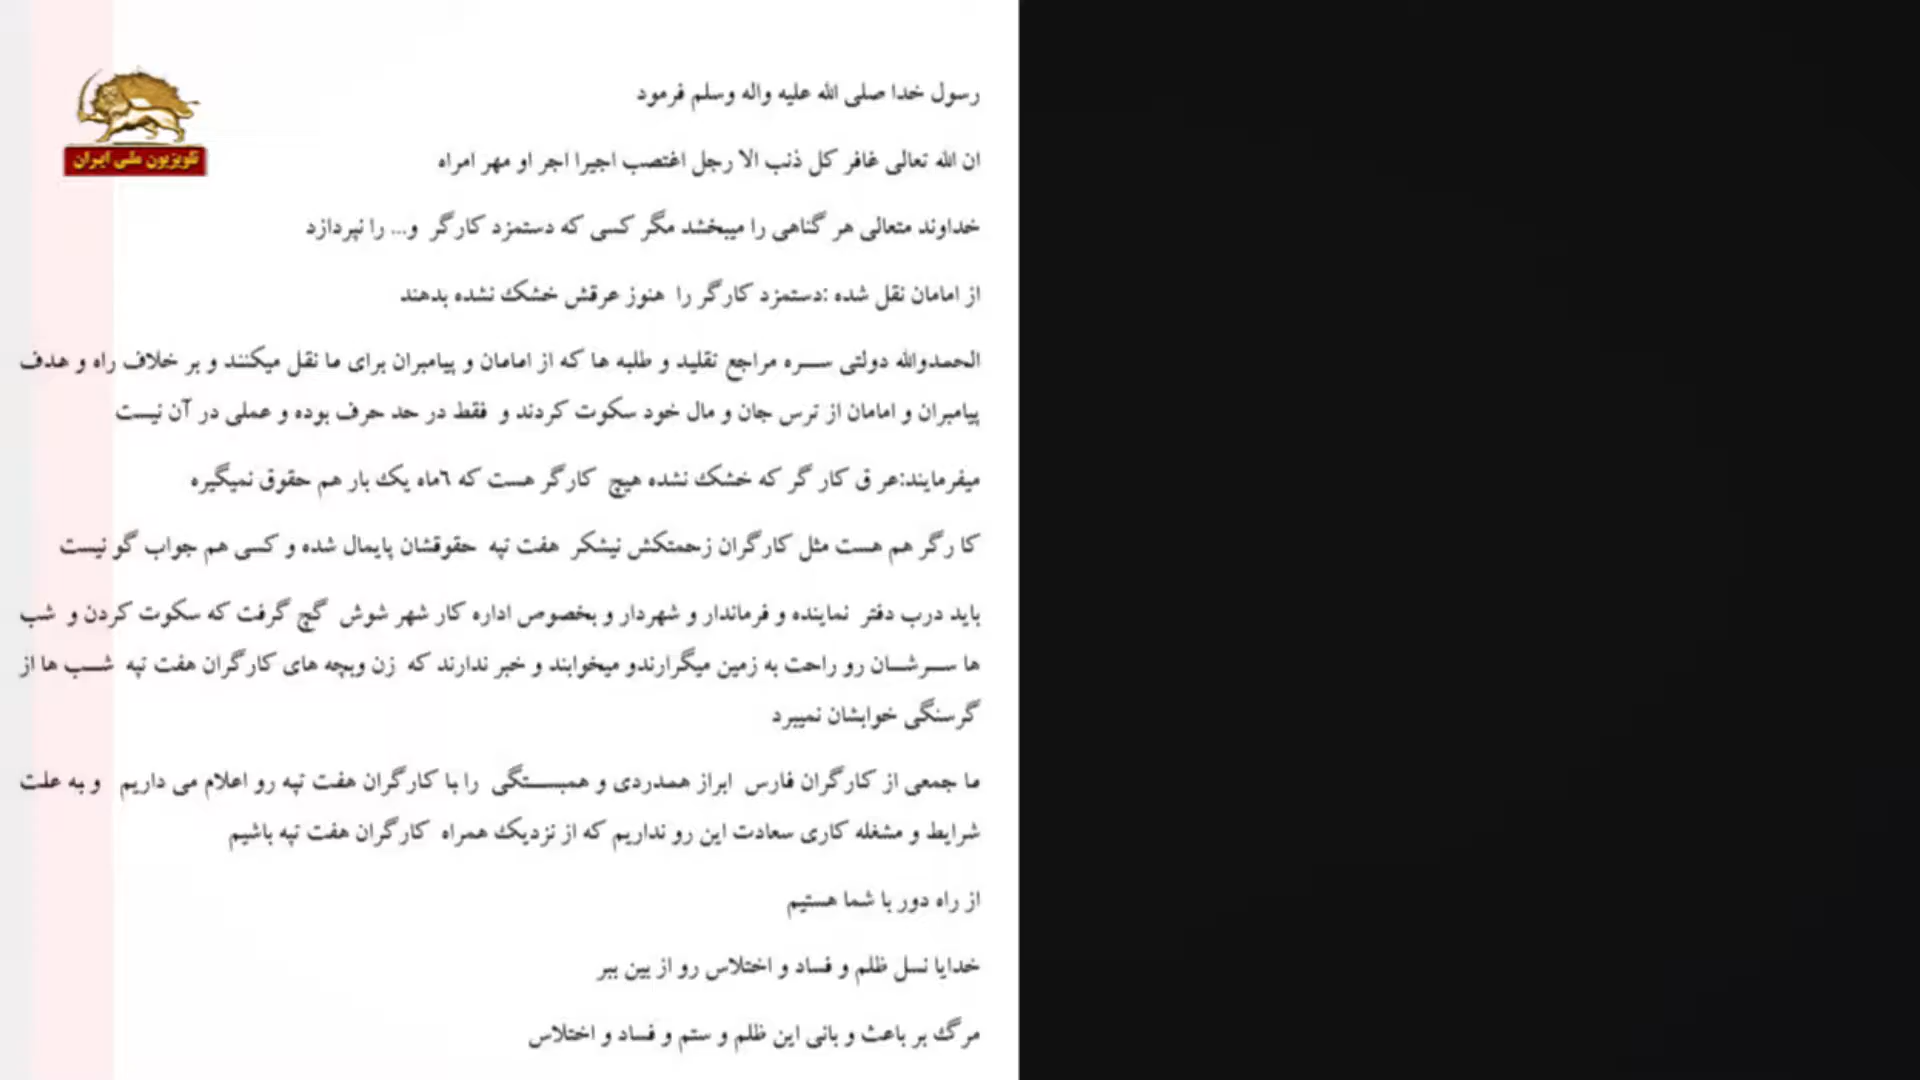 تلویزیون ملی ایران
رسول خدا صلی الله علیه واله وسلم فرمود
ان الله تعالی غافر کل ذنب الا رجل اغتصب اجیرا اجر او مهر امراه
خداوند متعالی هر گناهی را میبخشد مگر کسی که دستمزد کارگر و... را نپردازد
از امامان نقل شده :دستمزد کارگر را هنوز عرقش خشک نشده بدهند
الحمدوالله دولتی سره مراجع تقلید و طلبه ها که از امامان و پیامبران برای ما نقل میکنند و بر خلاف راه و هدف
پیامبران و امامان از ترس جان و مال خود سکوت کردند و فقط در حد حرف بوده و عملی در آن نیست
میفرمایند:عر ق کار گر که خشک نشده هیچ کارگر هست که ۶ماه یک بار هم حقوق نمیگیره
کا رگر هم هست مثل کارگران زحمتکش نیشکر هفت تپه حقوقشان پایمال شده و کسی هم جواب گو نیست
باید درب دفتر نماینده و فرماندار و شهردار و بخصوص اداره کار شهر شوش گچ گرفت که سکوت کردن و شب
ها سرشان رو راحت به زمین میگرارندو میخوابند و خبر ندارند که زن وبچه های کارگران هفت تپه شب ها از
گرسنگی خوابشان نمیبرد
ما جمعی از کارگران فارس ابراز همدردی و همبستگی را با کارگران هفت تپه رو اعلام می داریم و به علت
شرایط و مشغله کاری سعادت این رو نداریم که از نزدیک همراه کارگران هفت تپه باشیم
از راه دور با شما هستیم
خدایا نسل ظلم و فساد و اختلاس رو از بین ببر
مرگ بر باعث و بانی این ظلم و ستم و فساد و اختلاس